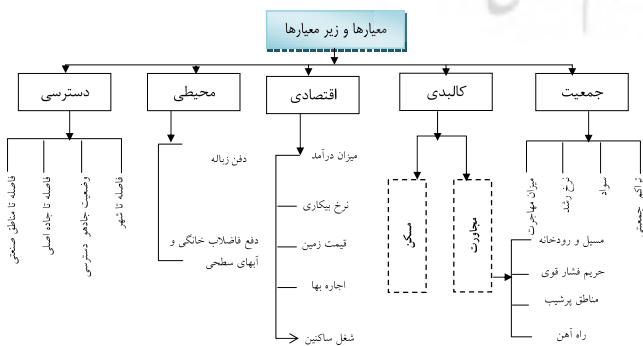 معیارها و زیر معیارها
جمعیت
کالبدی
اقتصادی
محیطی
دسترسی
تراکم جمعیتی
سواد
نرخ رشد
میزان مهاجرت
مجاورت
مسکن
مسیل و رودخانه
حریم فشار قوی
مناطق پرشیب
راه آهن
میزان درآمد
نرخ بیکاری
قیمت زمین
اجاره بها
شغل ساکنین
دفن زباله
دفع فاضلاب خانگی و
آبهای سطحی
فاصله تا شهر
وضعیت جادهو دسترسی
فاصله تا جاده اصلی
فاصله تا مناطق صنعتی